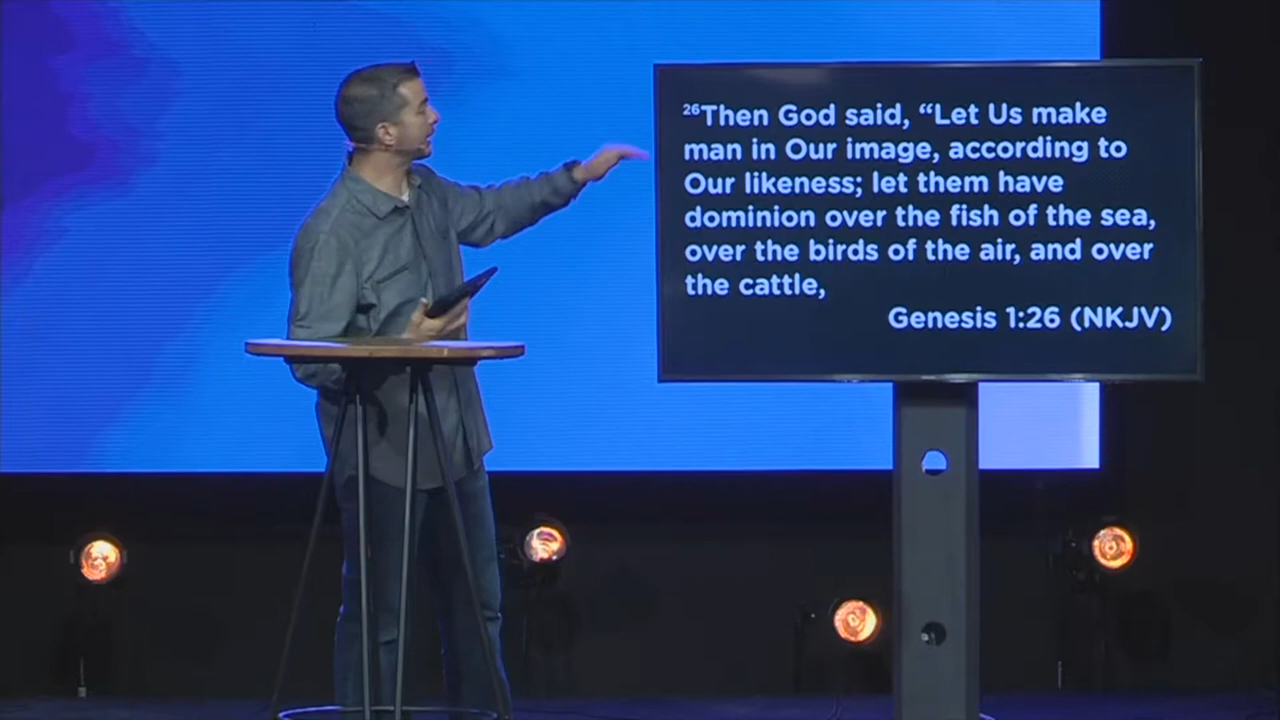 ²⁶Then God said, “Let Us make
man in Our image, according to
Our likeness; let them have
dominion over the fish of the sea,
over the birds of the air, and over
the cattle,
Genesis 1:26 (NKJV)